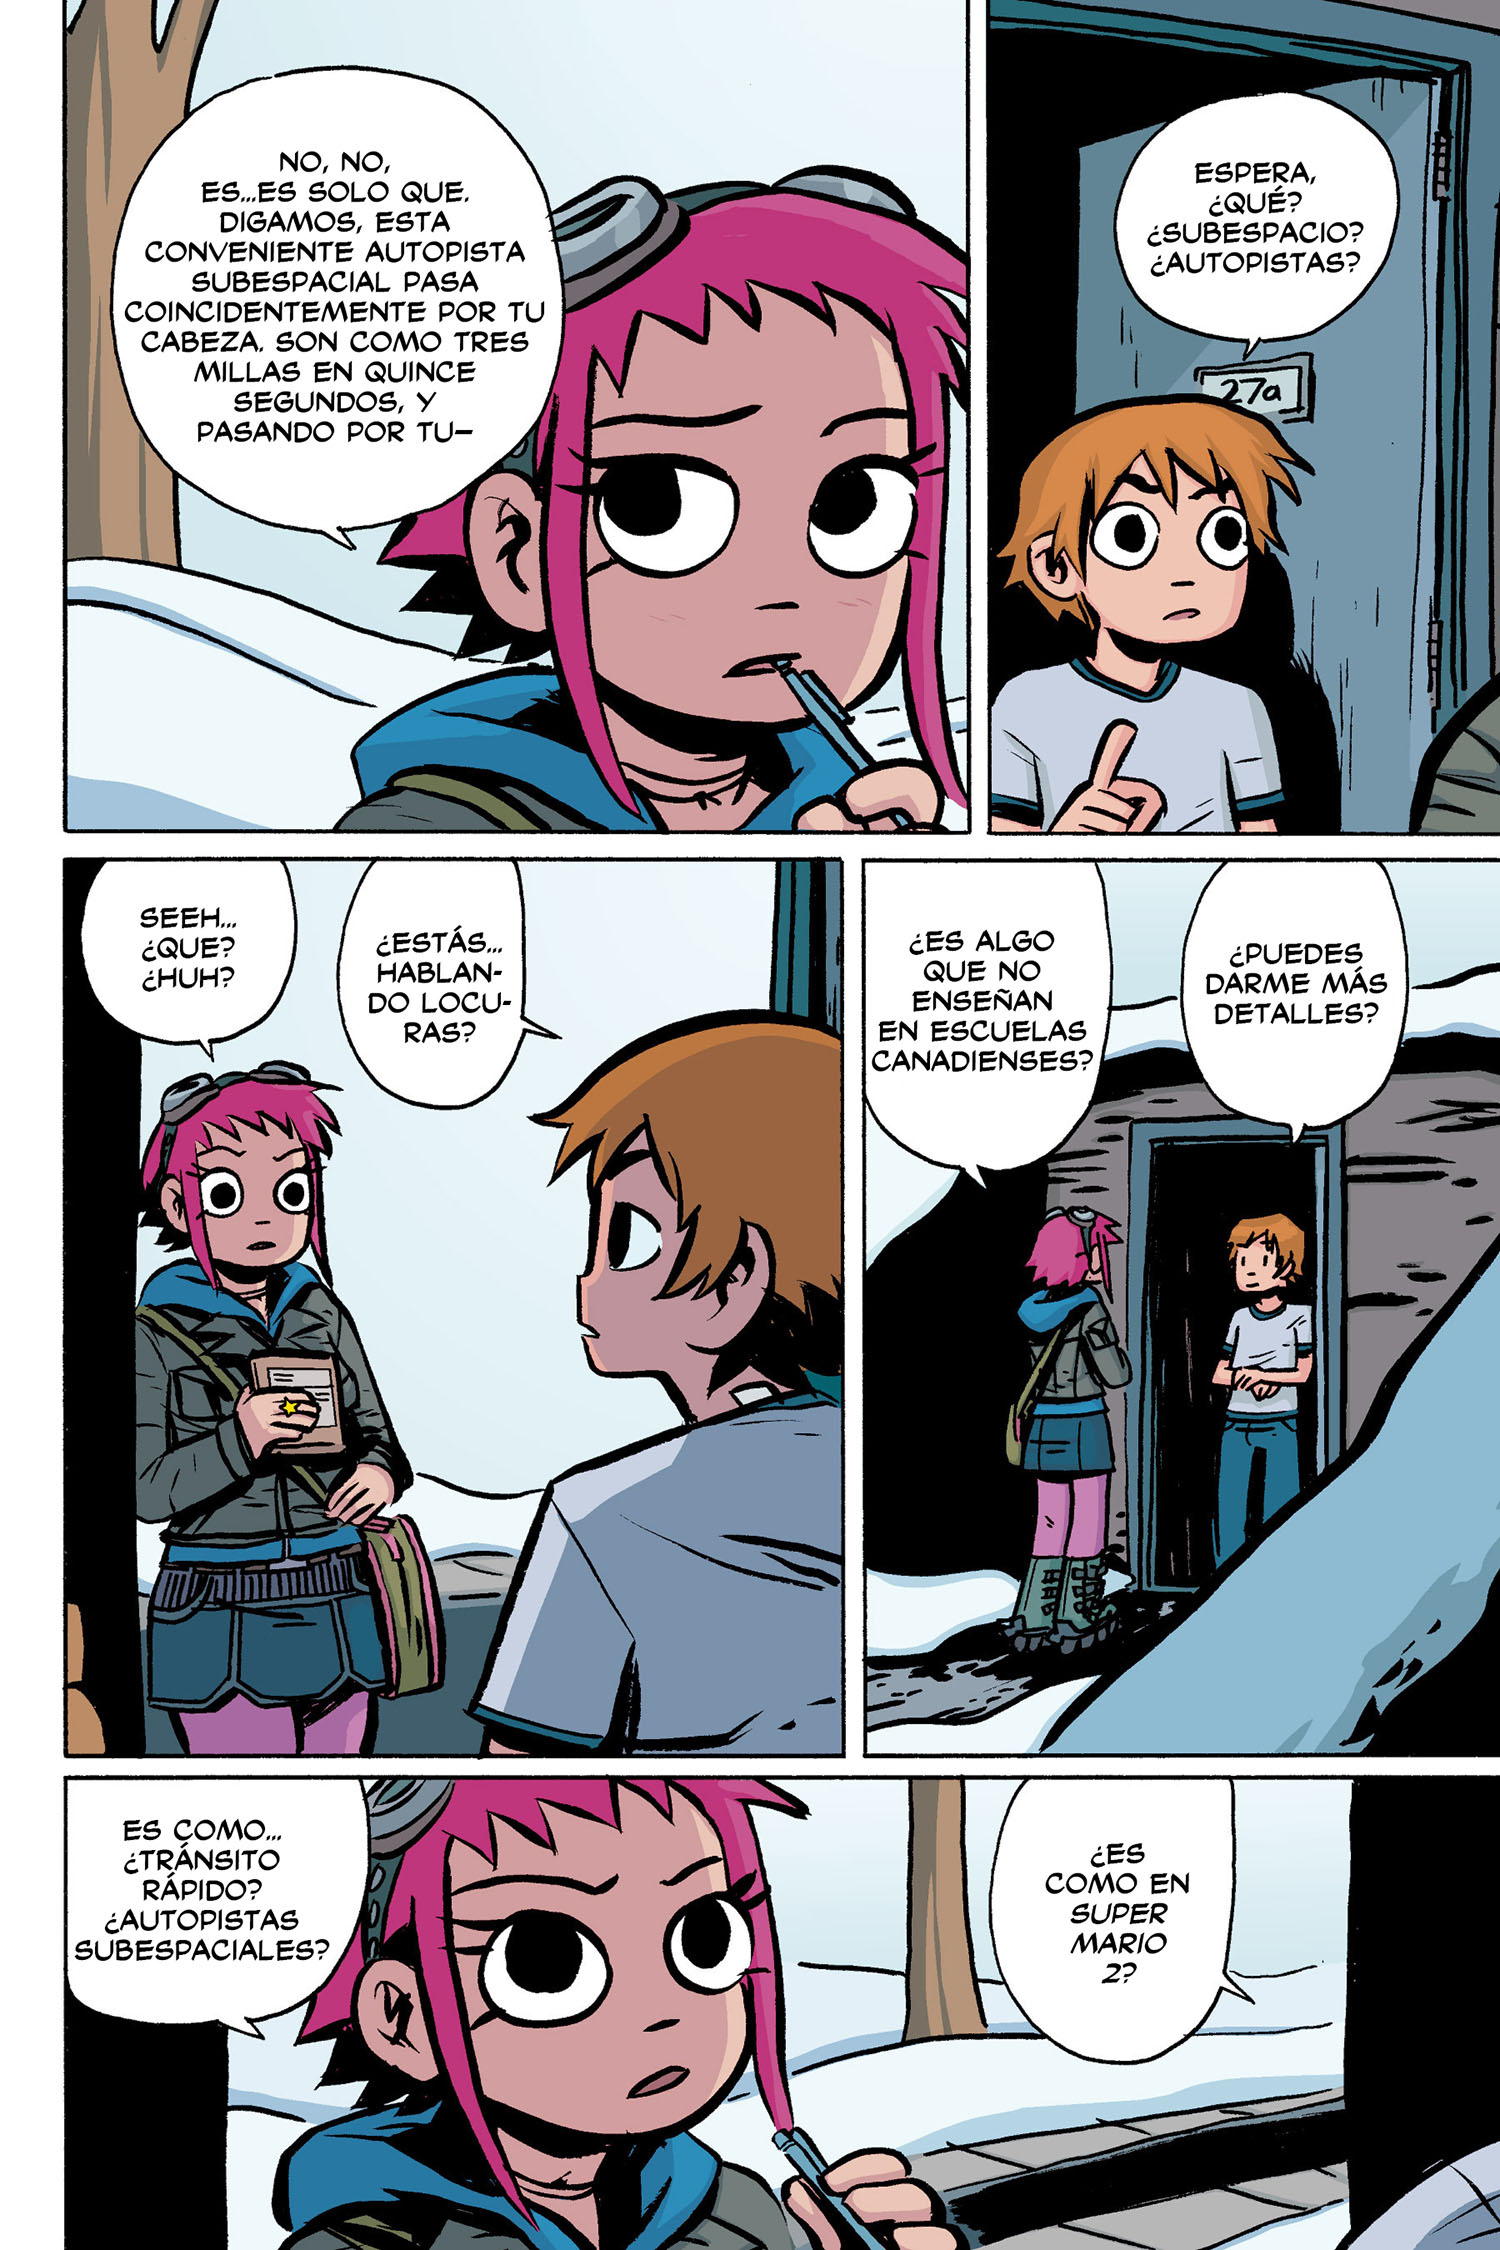 NO, NO,
ES...ES SOLO QUE.
DIGAMOS, ESTA
CONVENIENTE AUTOPISTA
SUBESPACIAL PASA
COINCIDENTEMENTE POR TU
CABEZA. SON COMO TRES
MILLAS EN QUINCE
SEGUNDOS, Y
PASANDO POR TU—
ESPERA,
¿QUÉ?
¿SUBESPACIO?
¿AUTOPISTAS?
27a
SEEH...
¿QUE?
¿HUH?
¿ESTÁS...
HABLAN-
DO LOCU-
RAS?
¿ES ALGO
QUE NO
ENSEÑAN
EN ESCUELAS
CANADIENSES?
¿PUEDES
DARME MÁS
DETALLES?
ES COMO...
¿TRÁNSITO
RÁPIDO?
¿AUTOPISTAS
SUBESPACIALES?
¿ES
COMO EN
SUPER
MARIO
2?